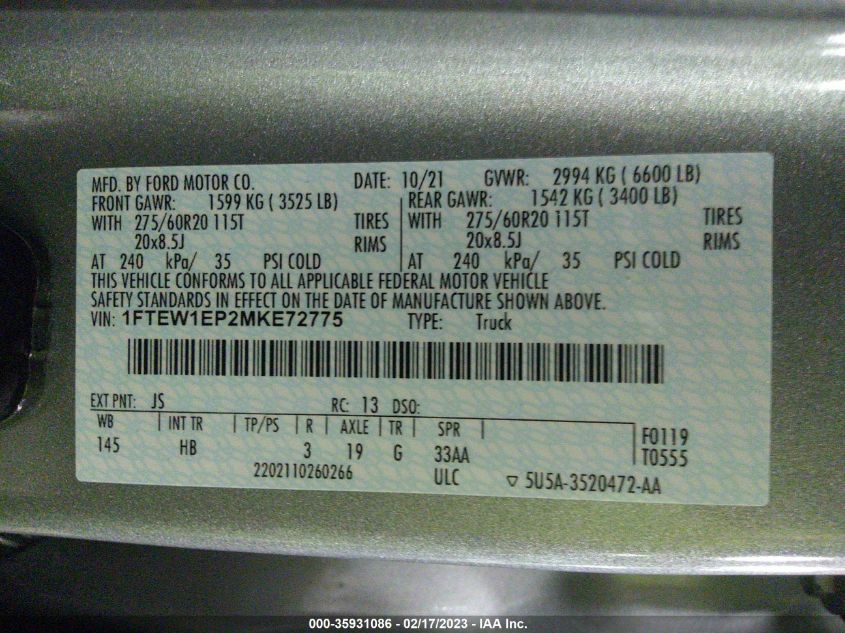 MFD. BY FORD MOTOR CO. DATE: 10/21 GVWR: 2994 KG ( 6600 LB)
FRONT GAWR: 1599 KG ( 3525 LB) REAR GAWR: 1542 KG ( 3400 LB)
WITH 275/60R20 115T TIRES WITH 275/60R20 115T TIRES
20x8.5J RIMS 20x8.5J RIMS
AT 240 kPa/ 35 PSI COLD AT 240 kPa/ 35 PSI COLD
THIS VEHICLE CONFORMS TO ALL APPLICABLE FEDERAL MOTOR VEHICLE
SAFETY STANDARDS IN EFFECT ON THE DATE OF MANUFACTURE SHOWN ABOVE.
VIN: 1FTEW1EP2MKE72775 TYPE: Truck
EXT PNT: JS RC: 13 DSO:
WB INT TR TP/PS R AXLE TR SPR F0119
145 HB 3 19 G 33AA T0555
2202110260266 ULC ▽ 5U5A-3520472-AA
000-35931086 - 02/17/2023 - IAA Inc.